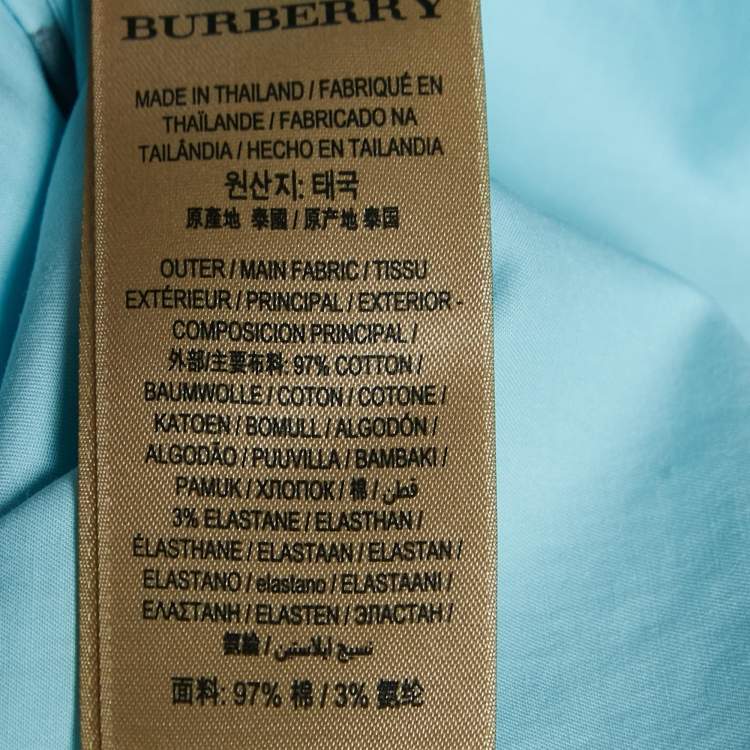 BURBERRY
MADE IN THAILAND / FABRIQUÉ EN
THAÏLANDE / FABRICADO NA
TAILÂNDIA / HECHO EN TAILANDIA
원산지: 태국
原產地 泰國 / 原产地 泰国
OUTER / MAIN FABRIC / TISSU
EXTÉRIEUR / PRINCIPAL / EXTERIOR -
COMPOSICION PRINCIPAL /
外部/主要布料: 97% COTTON /
BAUMWOLLE / COTON / COTONE /
KATOEN / BOMULL / ALGODÓN /
ALGODÃO / PUUVILLA / BAMBAKI /
PAMUK / ХЛОПОК / 棉 / قطن /
3% ELASTANE / ELASTHAN /
ÉLASTHANE / ELASTAAN / ELASTAN /
ELASTANO / elastano / ELASTAANI /
ΕΛΑΣΤΑΝΗ / ELASTEN / ЭЛАСТАН /
氨綸 / نسيج ايلاستين
面料: 97% 棉 / 3% 氨纶